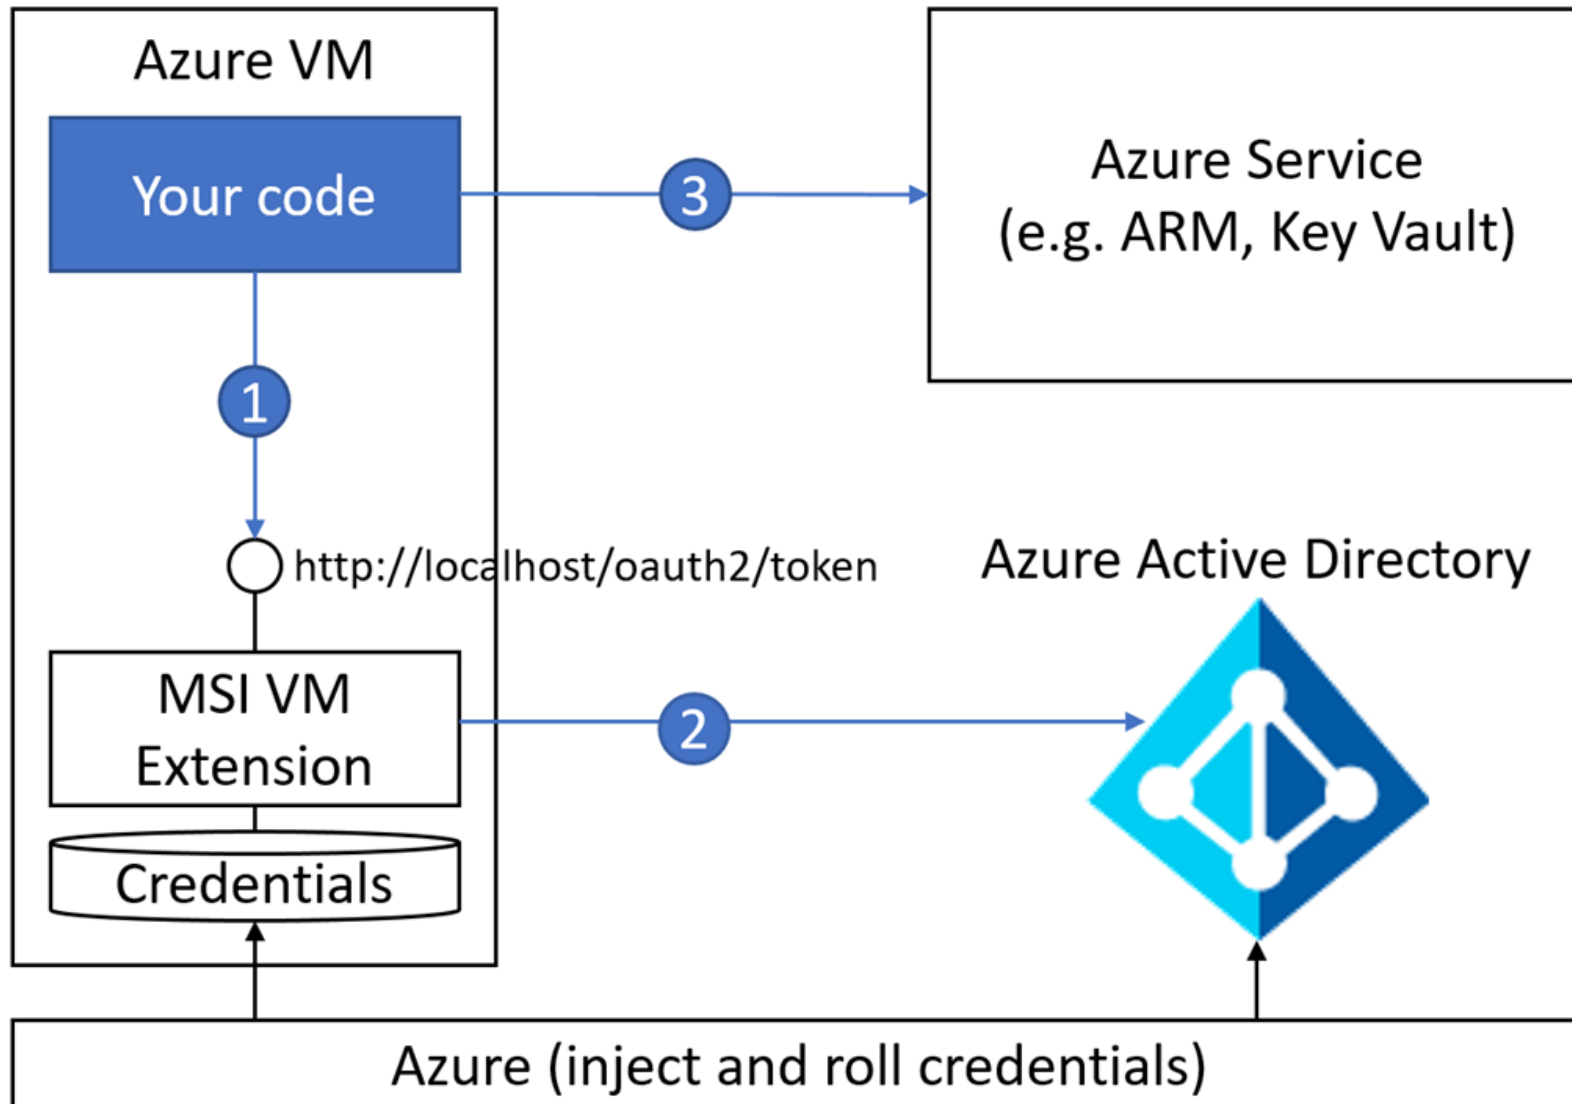 Azure VM
Your code
3
Azure Service
(e.g. ARM, Key Vault)
1
http://localhost/oauth2/token
Azure Active Directory
MSI VM
Extension
2
Credentials
Azure (inject and roll credentials)